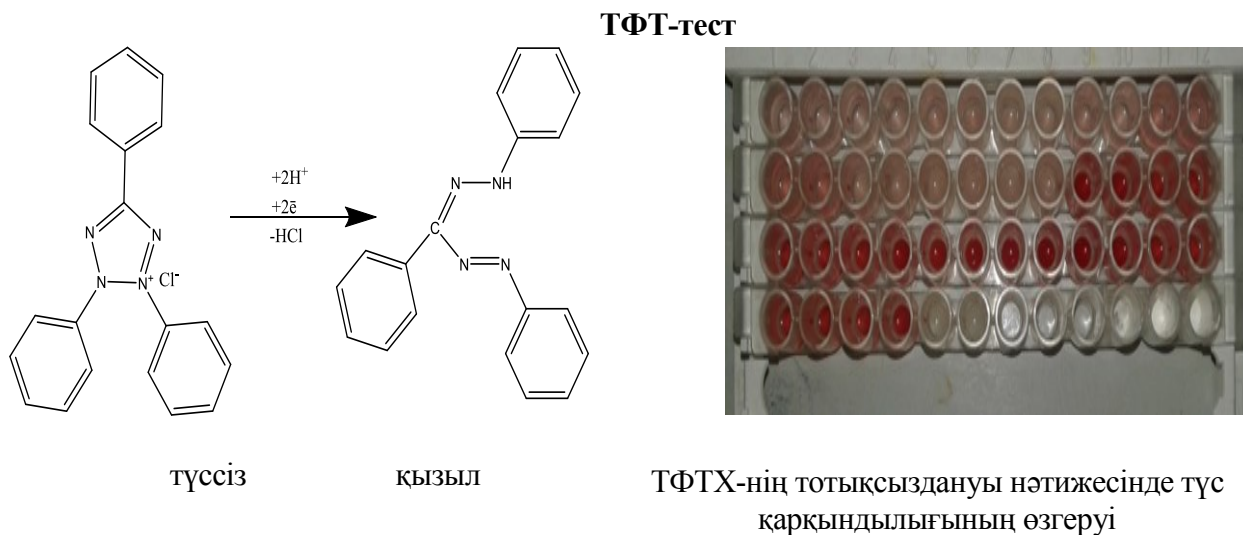 ТФТ-тест
+2H⁺
+2ē
-HCl
N
N
N
N⁺ Cl⁻
N
NH
C
N
N
түссіз
қызыл
ТФТХ-нің тотықсыздануы нәтижесінде түс
қарқындылығының өзгеруі